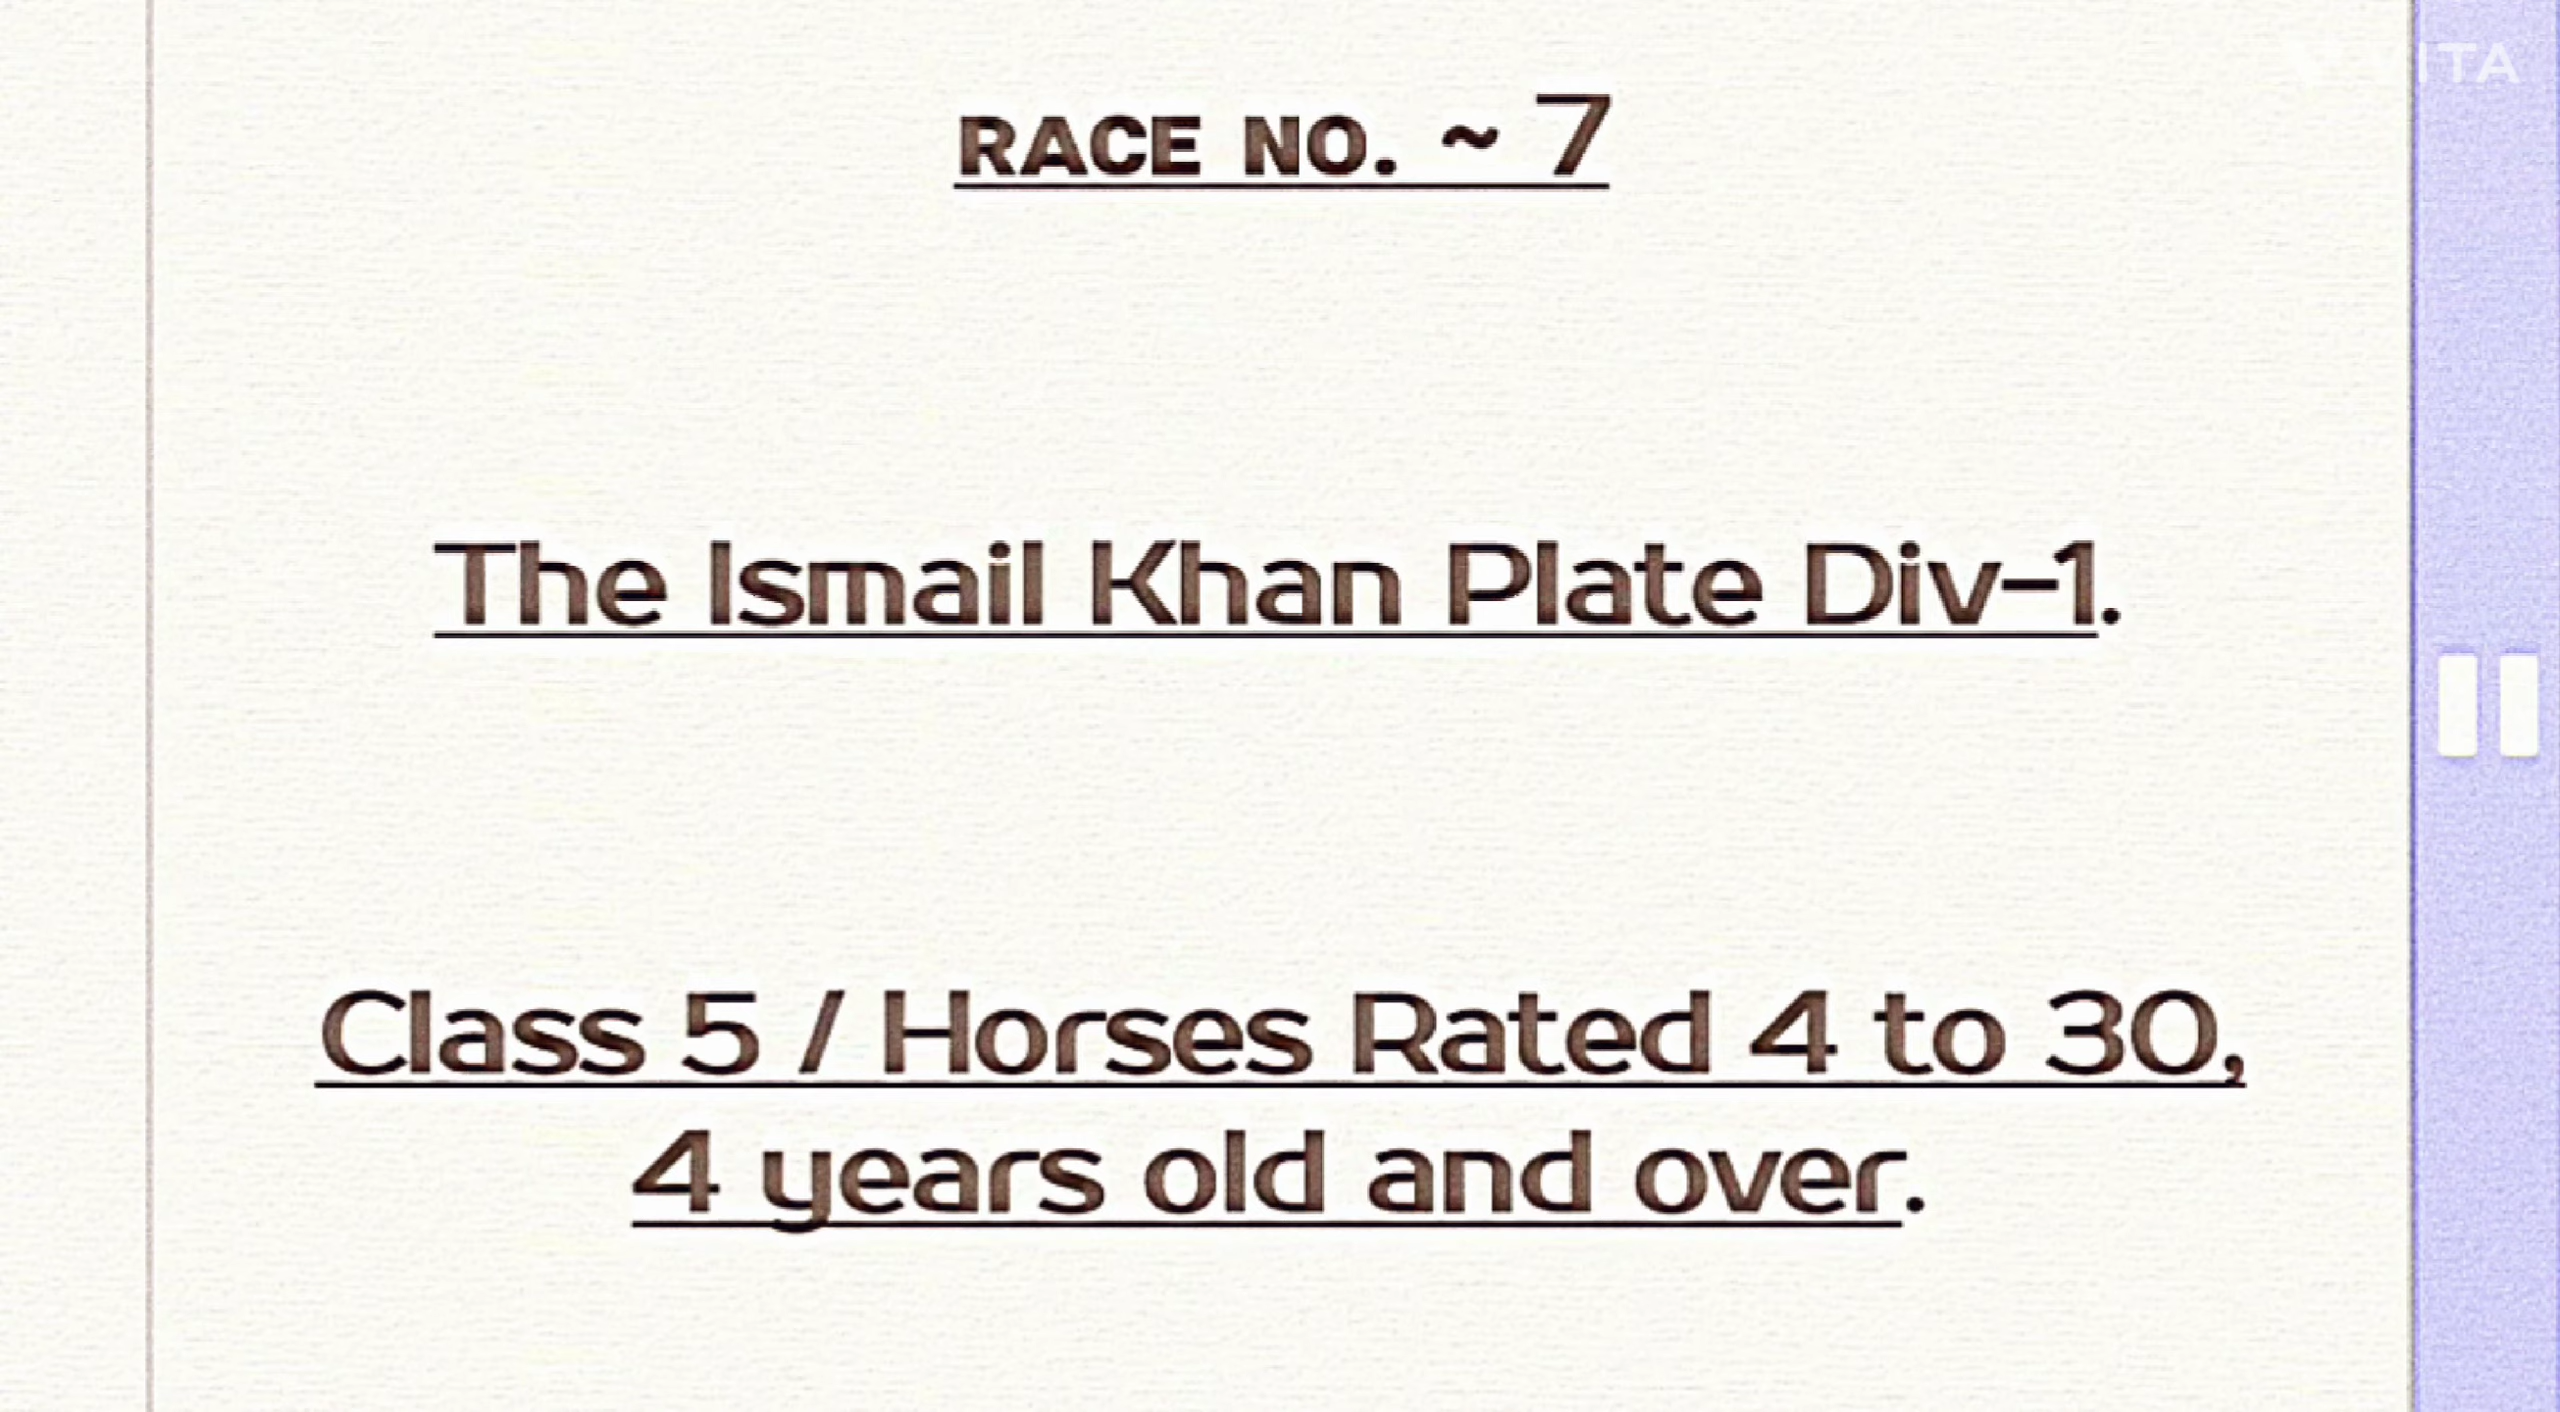 RACE NO. ~ 7
The Ismail Khan Plate Div-1.
Class 5 / Horses Rated 4 to 30,
4 years old and over.